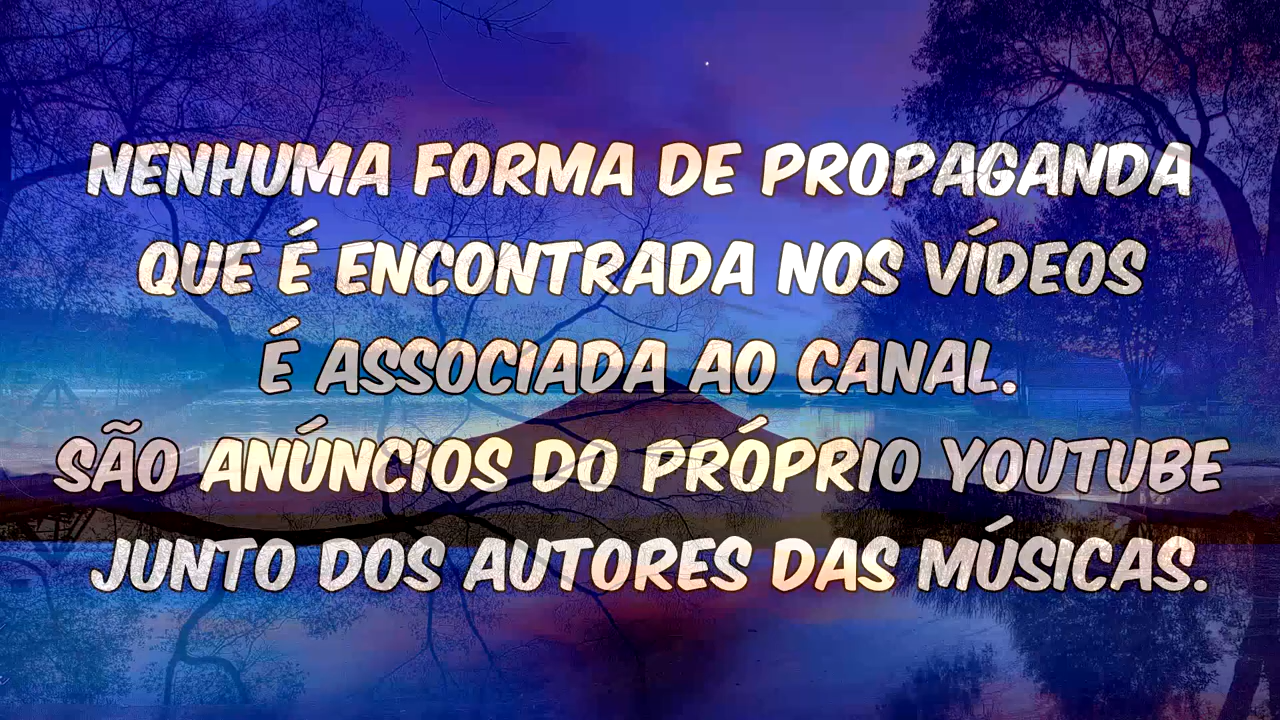 NENHUMA FORMA DE PROPAGANDA
QUE É ENCONTRADA NOS VÍDEOS
É ASSOCIADA AO CANAL.
SÃO ANÚNCIOS DO PRÓPRIO YOUTUBE
JUNTO DOS AUTORES DAS MÚSICAS.